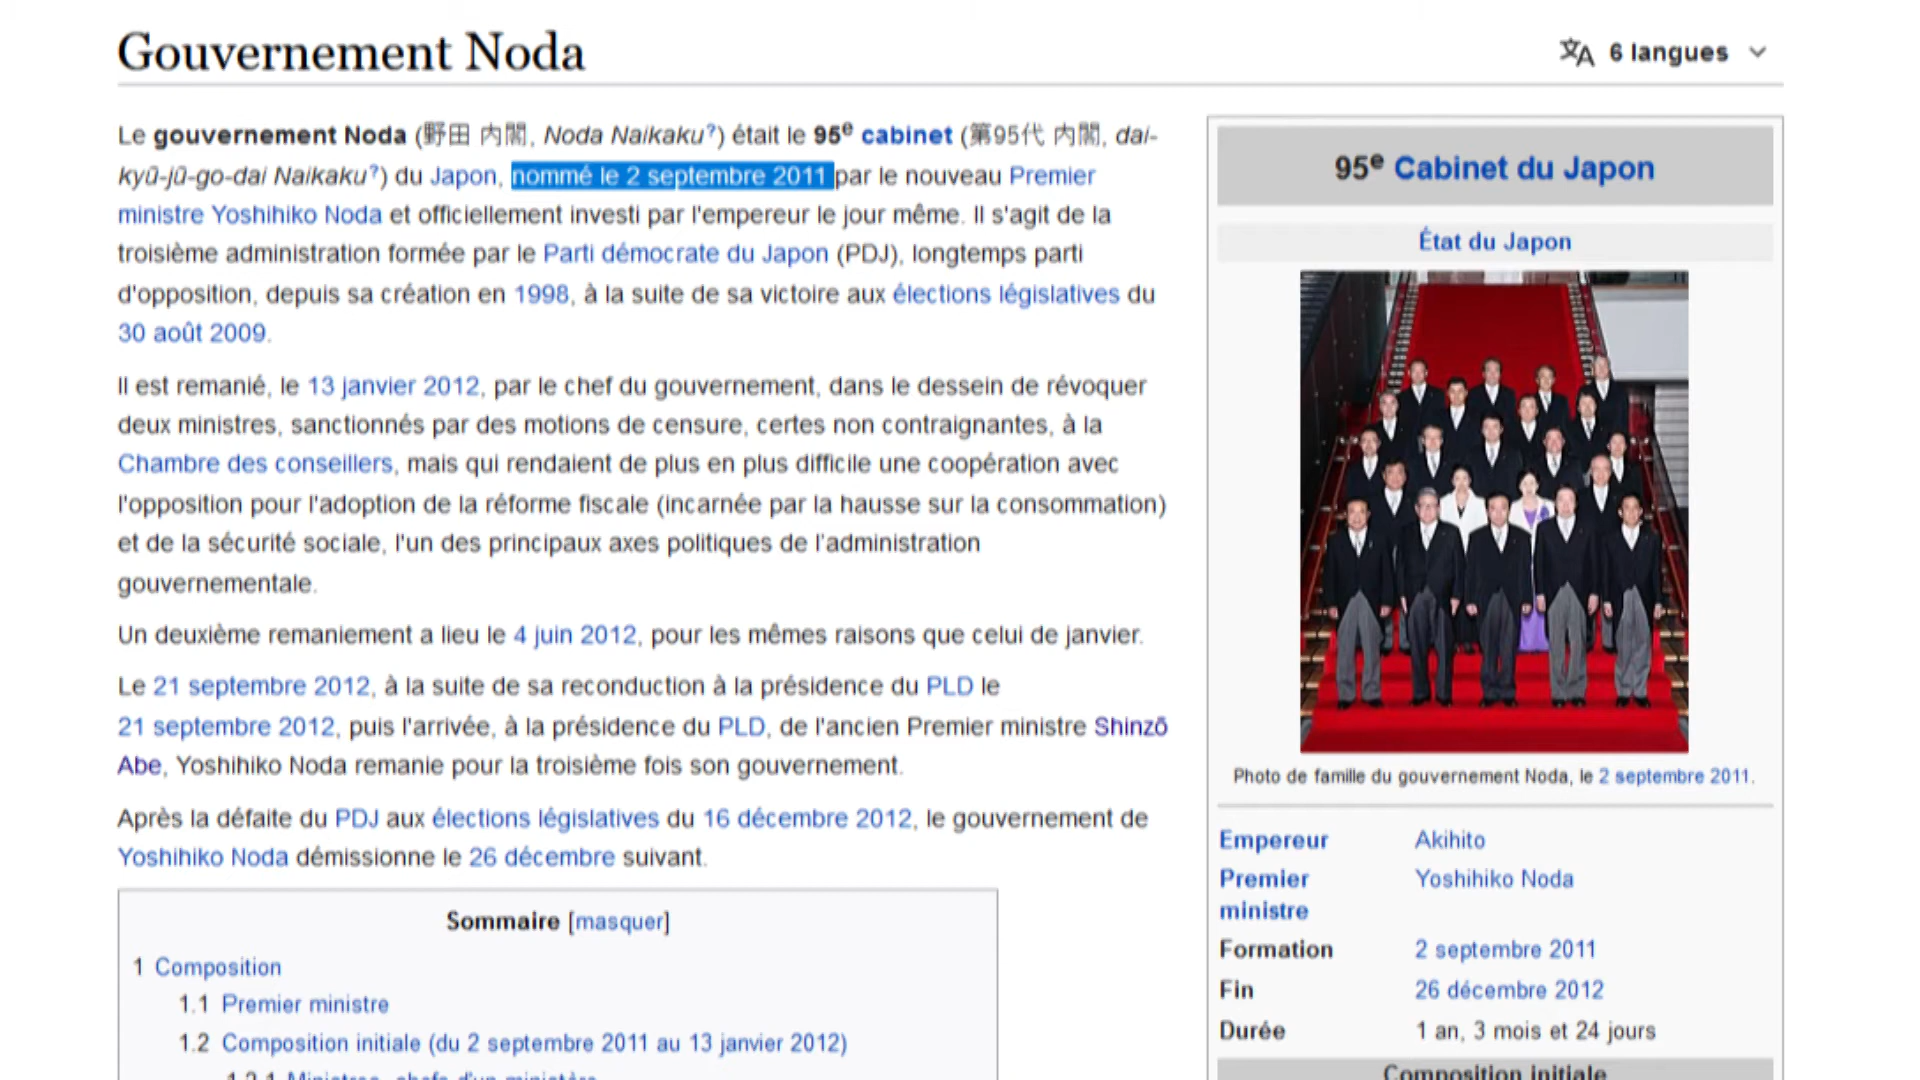 Gouvernement Noda
6 langues
Le gouvernement Noda (野田 内閣, Noda Naikaku?) était le 95e cabinet (第95代 内閣, dai-
kyū-jū-go-dai Naikaku?) du Japon, nommé le 2 septembre 2011 par le nouveau Premier
ministre Yoshihiko Noda et officiellement investi par l'empereur le jour même. Il s'agit de la
troisième administration formée par le Parti démocrate du Japon (PDJ), longtemps parti
d'opposition, depuis sa création en 1998, à la suite de sa victoire aux élections législatives du
30 août 2009.
Il est remanié, le 13 janvier 2012, par le chef du gouvernement, dans le dessein de révoquer
deux ministres, sanctionnés par des motions de censure, certes non contraignantes, à la
Chambre des conseillers, mais qui rendaient de plus en plus difficile une coopération avec
l'opposition pour l'adoption de la réforme fiscale (incarnée par la hausse sur la consommation)
et de la sécurité sociale, l'un des principaux axes politiques de l'administration
gouvernementale.
Un deuxième remaniement a lieu le 4 juin 2012, pour les mêmes raisons que celui de janvier.
Le 21 septembre 2012, à la suite de sa reconduction à la présidence du PLD le
21 septembre 2012, puis l'arrivée, à la présidence du PLD, de l'ancien Premier ministre Shinzō
Abe, Yoshihiko Noda remanie pour la troisième fois son gouvernement.
Après la défaite du PDJ aux élections législatives du 16 décembre 2012, le gouvernement de
Yoshihiko Noda démissionne le 26 décembre suivant.
Sommaire [masquer]
1 Composition
1.1 Premier ministre
1.2 Composition initiale (du 2 septembre 2011 au 13 janvier 2012)
1.2.1 Ministres, chefs d'un ministère
95e Cabinet du Japon
État du Japon
Photo de famille du gouvernement Noda, le 2 septembre 2011.
Empereur Akihito
Premier ministre Yoshihiko Noda
Formation 2 septembre 2011
Fin 26 décembre 2012
Durée 1 an, 3 mois et 24 jours
Composition initiale